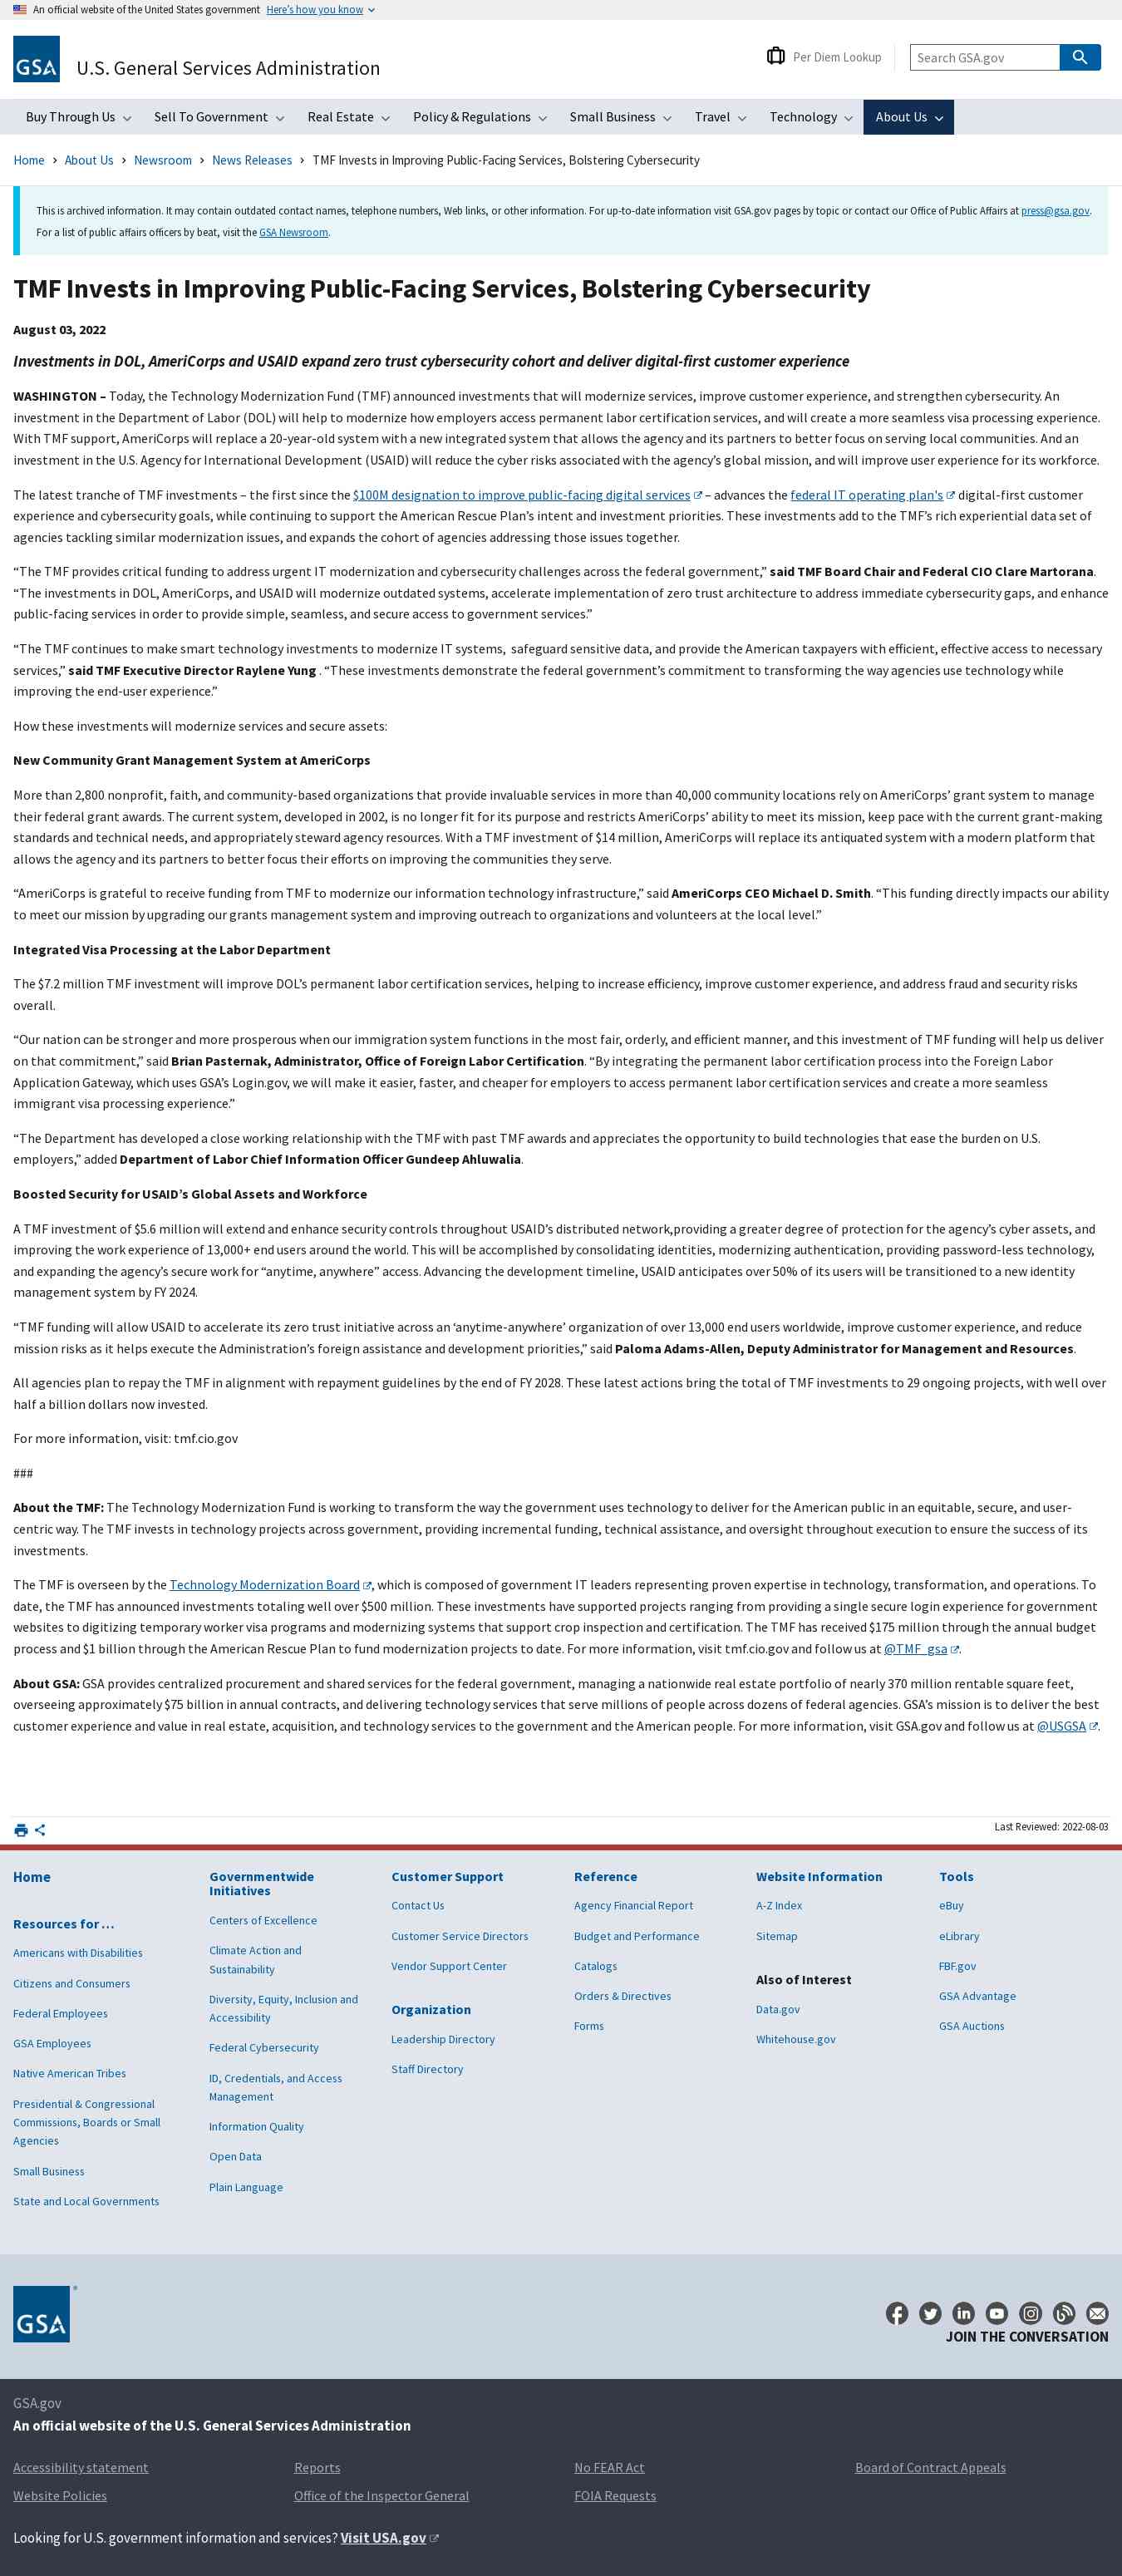 An official website of the United States government Here's how you know
GSA
U.S. General Services Administration
Per Diem Lookup
Search GSA.gov
Buy Through Us Sell To Government Real Estate Policy & Regulations Small Business Travel Technology About Us
Home > About Us > Newsroom > News Releases > TMF Invests in Improving Public-Facing Services, Bolstering Cybersecurity
This is archived information. It may contain outdated contact names, telephone numbers, Web links, or other information. For up-to-date information visit GSA.gov pages by topic or contact our Office of Public Affairs at press@gsa.gov.
For a list of public affairs officers by beat, visit the GSA Newsroom.
TMF Invests in Improving Public-Facing Services, Bolstering Cybersecurity
August 03, 2022
Investments in DOL, AmeriCorps and USAID expand zero trust cybersecurity cohort and deliver digital-first customer experience
WASHINGTON – Today, the Technology Modernization Fund (TMF) announced investments that will modernize services, improve customer experience, and strengthen cybersecurity. An
investment in the Department of Labor (DOL) will help to modernize how employers access permanent labor certification services, and will create a more seamless visa processing experience.
With TMF support, AmeriCorps will replace a 20-year-old system with a new integrated system that allows the agency and its partners to better focus on serving local communities. And an
investment in the U.S. Agency for International Development (USAID) will reduce the cyber risks associated with the agency's global mission, and will improve user experience for its workforce.
The latest tranche of TMF investments – the first since the $100M designation to improve public-facing digital services – advances the federal IT operating plan's digital-first customer
experience and cybersecurity goals, while continuing to support the American Rescue Plan's intent and investment priorities. These investments add to the TMF's rich experiential data set of
agencies tackling similar modernization issues, and expands the cohort of agencies addressing those issues together.
“The TMF provides critical funding to address urgent IT modernization and cybersecurity challenges across the federal government,” said TMF Board Chair and Federal CIO Clare Martorana.
“The investments in DOL, AmeriCorps, and USAID will modernize outdated systems, accelerate implementation of zero trust architecture to address immediate cybersecurity gaps, and enhance
public-facing services in order to provide simple, seamless, and secure access to government services.”
“The TMF continues to make smart technology investments to modernize IT systems, safeguard sensitive data, and provide the American taxpayers with efficient, effective access to necessary
services,” said TMF Executive Director Raylene Yung . “These investments demonstrate the federal government's commitment to transforming the way agencies use technology while
improving the end-user experience.”
How these investments will modernize services and secure assets:
New Community Grant Management System at AmeriCorps
More than 2,800 nonprofit, faith, and community-based organizations that provide invaluable services in more than 40,000 community locations rely on AmeriCorps' grant system to manage
their federal grant awards. The current system, developed in 2002, is no longer fit for its purpose and restricts AmeriCorps' ability to meet its mission, keep pace with the current grant-making
standards and technical needs, and appropriately steward agency resources. With a TMF investment of $14 million, AmeriCorps will replace its antiquated system with a modern platform that
allows the agency and its partners to better focus their efforts on improving the communities they serve.
“AmeriCorps is grateful to receive funding from TMF to modernize our information technology infrastructure,” said AmeriCorps CEO Michael D. Smith. “This funding directly impacts our ability
to meet our mission by upgrading our grants management system and improving outreach to organizations and volunteers at the local level.”
Integrated Visa Processing at the Labor Department
The $7.2 million TMF investment will improve DOL's permanent labor certification services, helping to increase efficiency, improve customer experience, and address fraud and security risks
overall.
“Our nation can be stronger and more prosperous when our immigration system functions in the most fair, orderly, and efficient manner, and this investment of TMF funding will help us deliver
on that commitment,” said Brian Pasternak, Administrator, Office of Foreign Labor Certification. “By integrating the permanent labor certification process into the Foreign Labor
Application Gateway, which uses GSA's Login.gov, we will make it easier, faster, and cheaper for employers to access permanent labor certification services and create a more seamless
immigrant visa processing experience.”
“The Department has developed a close working relationship with the TMF with past TMF awards and appreciates the opportunity to build technologies that ease the burden on U.S.
employers,” added Department of Labor Chief Information Officer Gundeep Ahluwalia.
Boosted Security for USAID's Global Assets and Workforce
A TMF investment of $5.6 million will extend and enhance security controls throughout USAID's distributed network,providing a greater degree of protection for the agency's cyber assets, and
improving the work experience of 13,000+ end users around the world. This will be accomplished by consolidating identities, modernizing authentication, providing password-less technology,
and expanding the agency's secure work for “anytime, anywhere” access. Advancing the development timeline, USAID anticipates over 50% of its users will be transitioned to a new identity
management system by FY 2024.
“TMF funding will allow USAID to accelerate its zero trust initiative across an ‘anytime-anywhere’ organization of over 13,000 end users worldwide, improve customer experience, and reduce
mission risks as it helps execute the Administration's foreign assistance and development priorities,” said Paloma Adams-Allen, Deputy Administrator for Management and Resources.
All agencies plan to repay the TMF in alignment with repayment guidelines by the end of FY 2028. These latest actions bring the total of TMF investments to 29 ongoing projects, with well over
half a billion dollars now invested.
For more information, visit: tmf.cio.gov
###
About the TMF: The Technology Modernization Fund is working to transform the way the government uses technology to deliver for the American public in an equitable, secure, and user-
centric way. The TMF invests in technology projects across government, providing incremental funding, technical assistance, and oversight throughout execution to ensure the success of its
investments.
The TMF is overseen by the Technology Modernization Board, which is composed of government IT leaders representing proven expertise in technology, transformation, and operations. To
date, the TMF has announced investments totaling well over $500 million. These investments have supported projects ranging from providing a single secure login experience for government
websites to digitizing temporary worker visa programs and modernizing systems that support crop inspection and certification. The TMF has received $175 million through the annual budget
process and $1 billion through the American Rescue Plan to fund modernization projects to date. For more information, visit tmf.cio.gov and follow us at @TMF_gsa.
About GSA: GSA provides centralized procurement and shared services for the federal government, managing a nationwide real estate portfolio of nearly 370 million rentable square feet,
overseeing approximately $75 billion in annual contracts, and delivering technology services that serve millions of people across dozens of federal agencies. GSA's mission is to deliver the best
customer experience and value in real estate, acquisition, and technology services to the government and the American people. For more information, visit GSA.gov and follow us at @USGSA.
Last Reviewed: 2022-08-03
Home
Resources for …
Americans with Disabilities
Citizens and Consumers
Federal Employees
GSA Employees
Native American Tribes
Presidential & Congressional
Commissions, Boards or Small
Agencies
Small Business
State and Local Governments
Governmentwide
Initiatives
Centers of Excellence
Climate Action and
Sustainability
Diversity, Equity, Inclusion and
Accessibility
Federal Cybersecurity
ID, Credentials, and Access
Management
Information Quality
Open Data
Plain Language
Customer Support
Contact Us
Customer Service Directors
Vendor Support Center
Organization
Leadership Directory
Staff Directory
Reference
Agency Financial Report
Budget and Performance
Catalogs
Orders & Directives
Forms
Website Information
A-Z Index
Sitemap
Also of Interest
Data.gov
Whitehouse.gov
Tools
eBuy
eLibrary
FBF.gov
GSA Advantage
GSA Auctions
GSA ®
JOIN THE CONVERSATION
GSA.gov
An official website of the U.S. General Services Administration
Accessibility statement Reports No FEAR Act Board of Contract Appeals
Website Policies Office of the Inspector General FOIA Requests
Looking for U.S. government information and services? Visit USA.gov